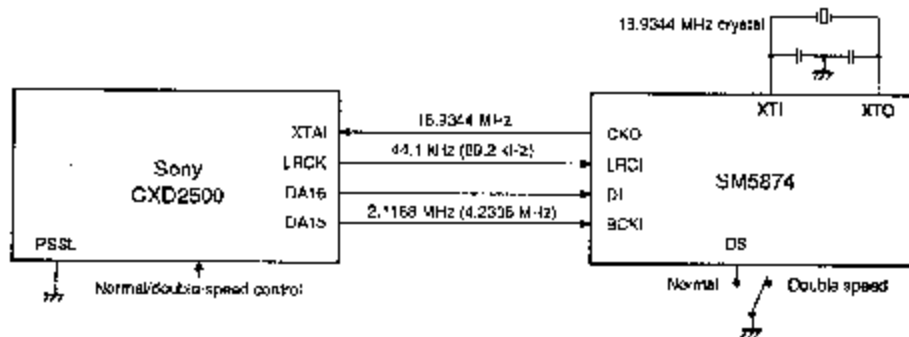 16.9344 MHz crystal
XTI XTO
XTAI 16.9344 MHz CKO
LRCK 44.1 kHz (88.2 kHz) LRCI
Sony
CXD2500
SM5874
DA16 DI
DA15 2.1168 MHz (4.2336 MHz) BCKI
PSSL
DS
Normal/double-speed control
Normal Double speed